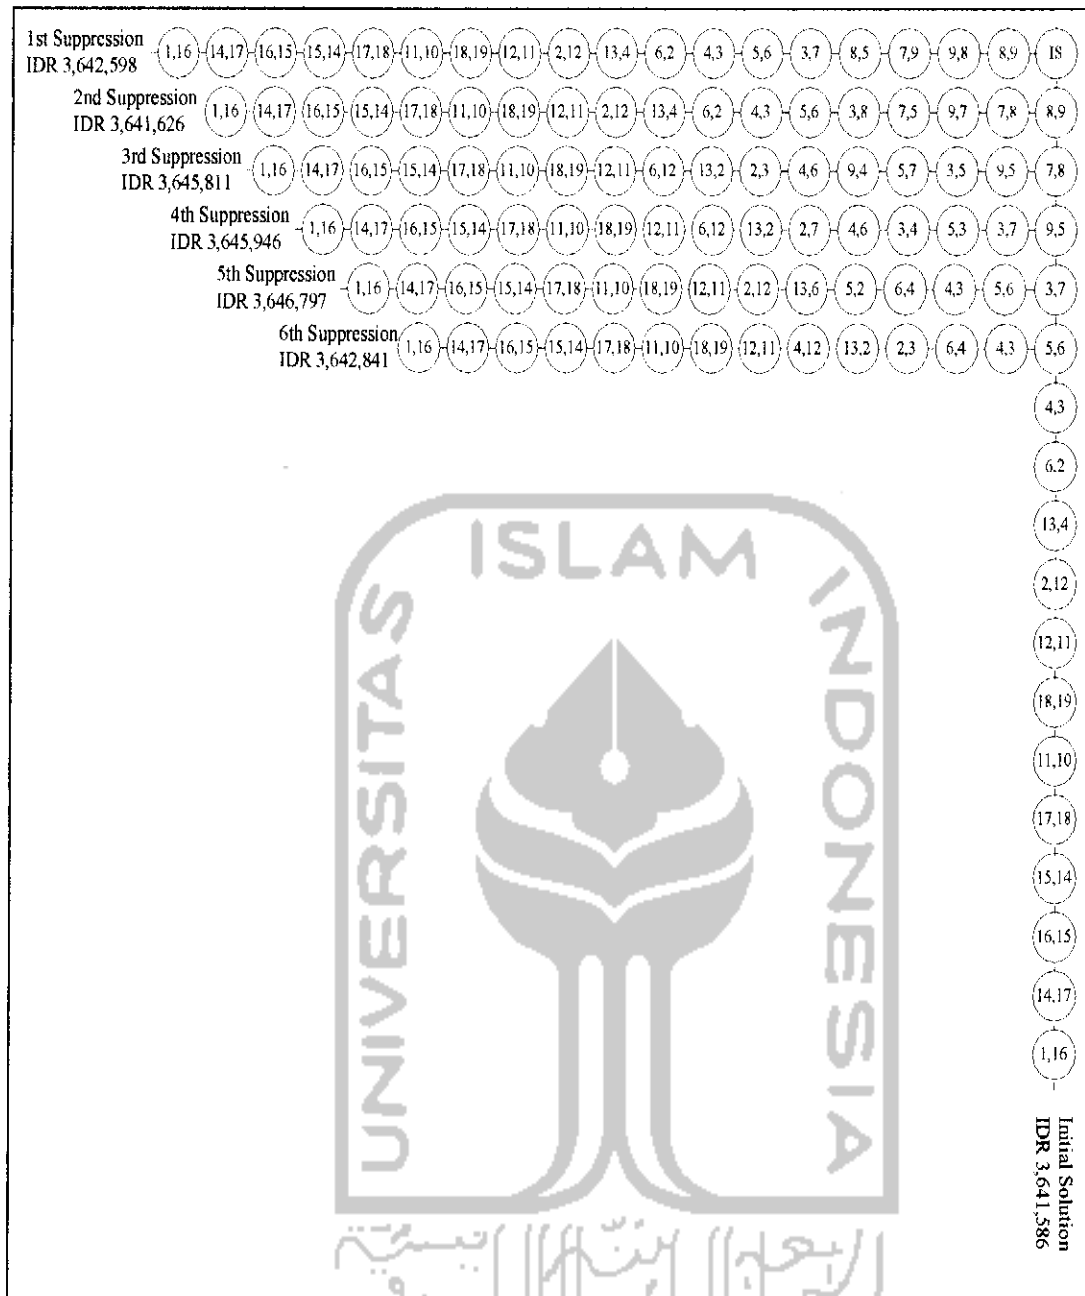 1st Suppression 1,16 14,17 16,15 15,14 17,18 11,10 18,19 12,11 2,12 13,4 6,2 4,3 5,6 3,7 8,5 7,9 9,8 8,9 IS
IDR 3,642,598
2nd Suppression 1,16 14,17 16,15 15,14 17,18 11,10 18,19 12,11 2,12 13,4 6,2 4,3 5,6 3,8 7,5 9,7 7,8 8,9
IDR 3,641,626
3rd Suppression 1,16 14,17 16,15 15,14 17,18 11,10 18,19 12,11 6,12 13,2 2,3 4,6 9,4 5,7 3,5 9,5 7,8
IDR 3,645,811
4th Suppression 1,16 14,17 16,15 15,14 17,18 11,10 18,19 12,11 6,12 13,2 2,7 4,6 3,4 5,3 3,7 9,5
IDR 3,645,946
5th Suppression 1,16 14,17 16,15 15,14 17,18 11,10 18,19 12,11 2,12 13,6 5,2 6,4 4,3 5,6 3,7
IDR 3,646,797
6th Suppression 1,16 14,17 16,15 15,14 17,18 11,10 18,19 12,11 4,12 13,2 2,3 6,4 4,3 5,6
IDR 3,642,841
4,3
6,2
13,4
2,12
12,11
18,19
11,10
17,18
15,14
16,15
14,17
1,16
Initial Solution
IDR 3,641,586
UNIVERSITAS
ISLAM
INDONESIA